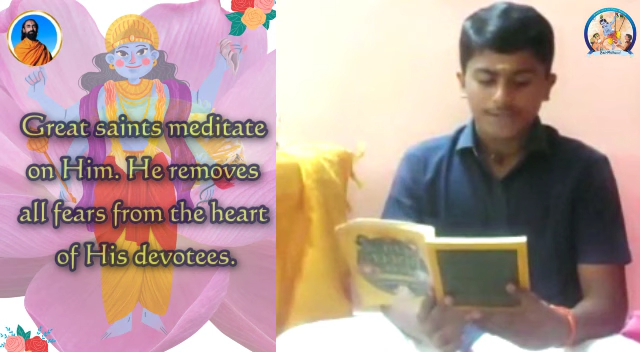 Great saints meditate
on Him. He removes
all fears from the heart
of His devotees.